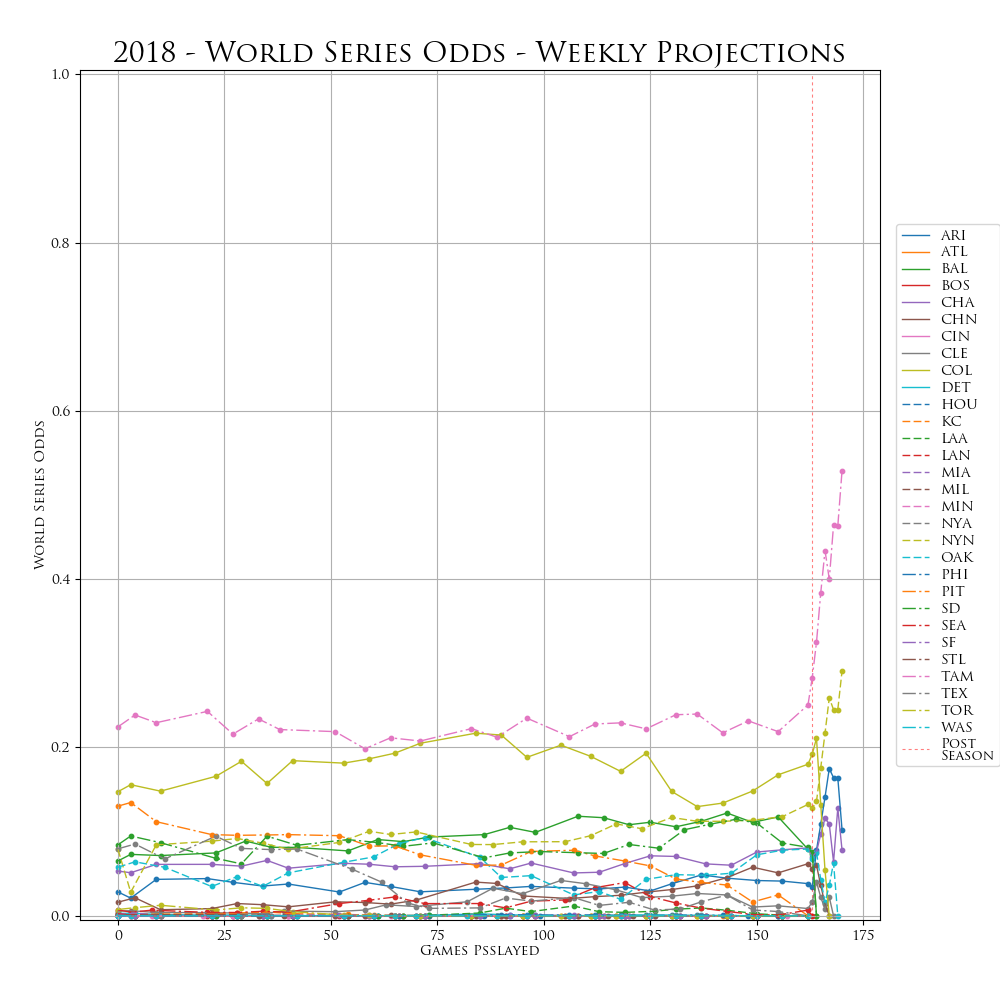 2018 - World Series Odds - Weekly Projections
1.0
0.8
0.6
0.4
0.2
0.0
World Series Odds
0 25 50 75 100 125 150 175
Games Psslayed
ARI
ATL
BAL
BOS
CHA
CHN
CIN
CLE
COL
DET
HOU
KC
LAA
LAN
MIA
MIL
MIN
NYA
NYN
OAK
PHI
PIT
SD
SEA
SF
STL
TAM
TEX
TOR
WAS
Post
Season